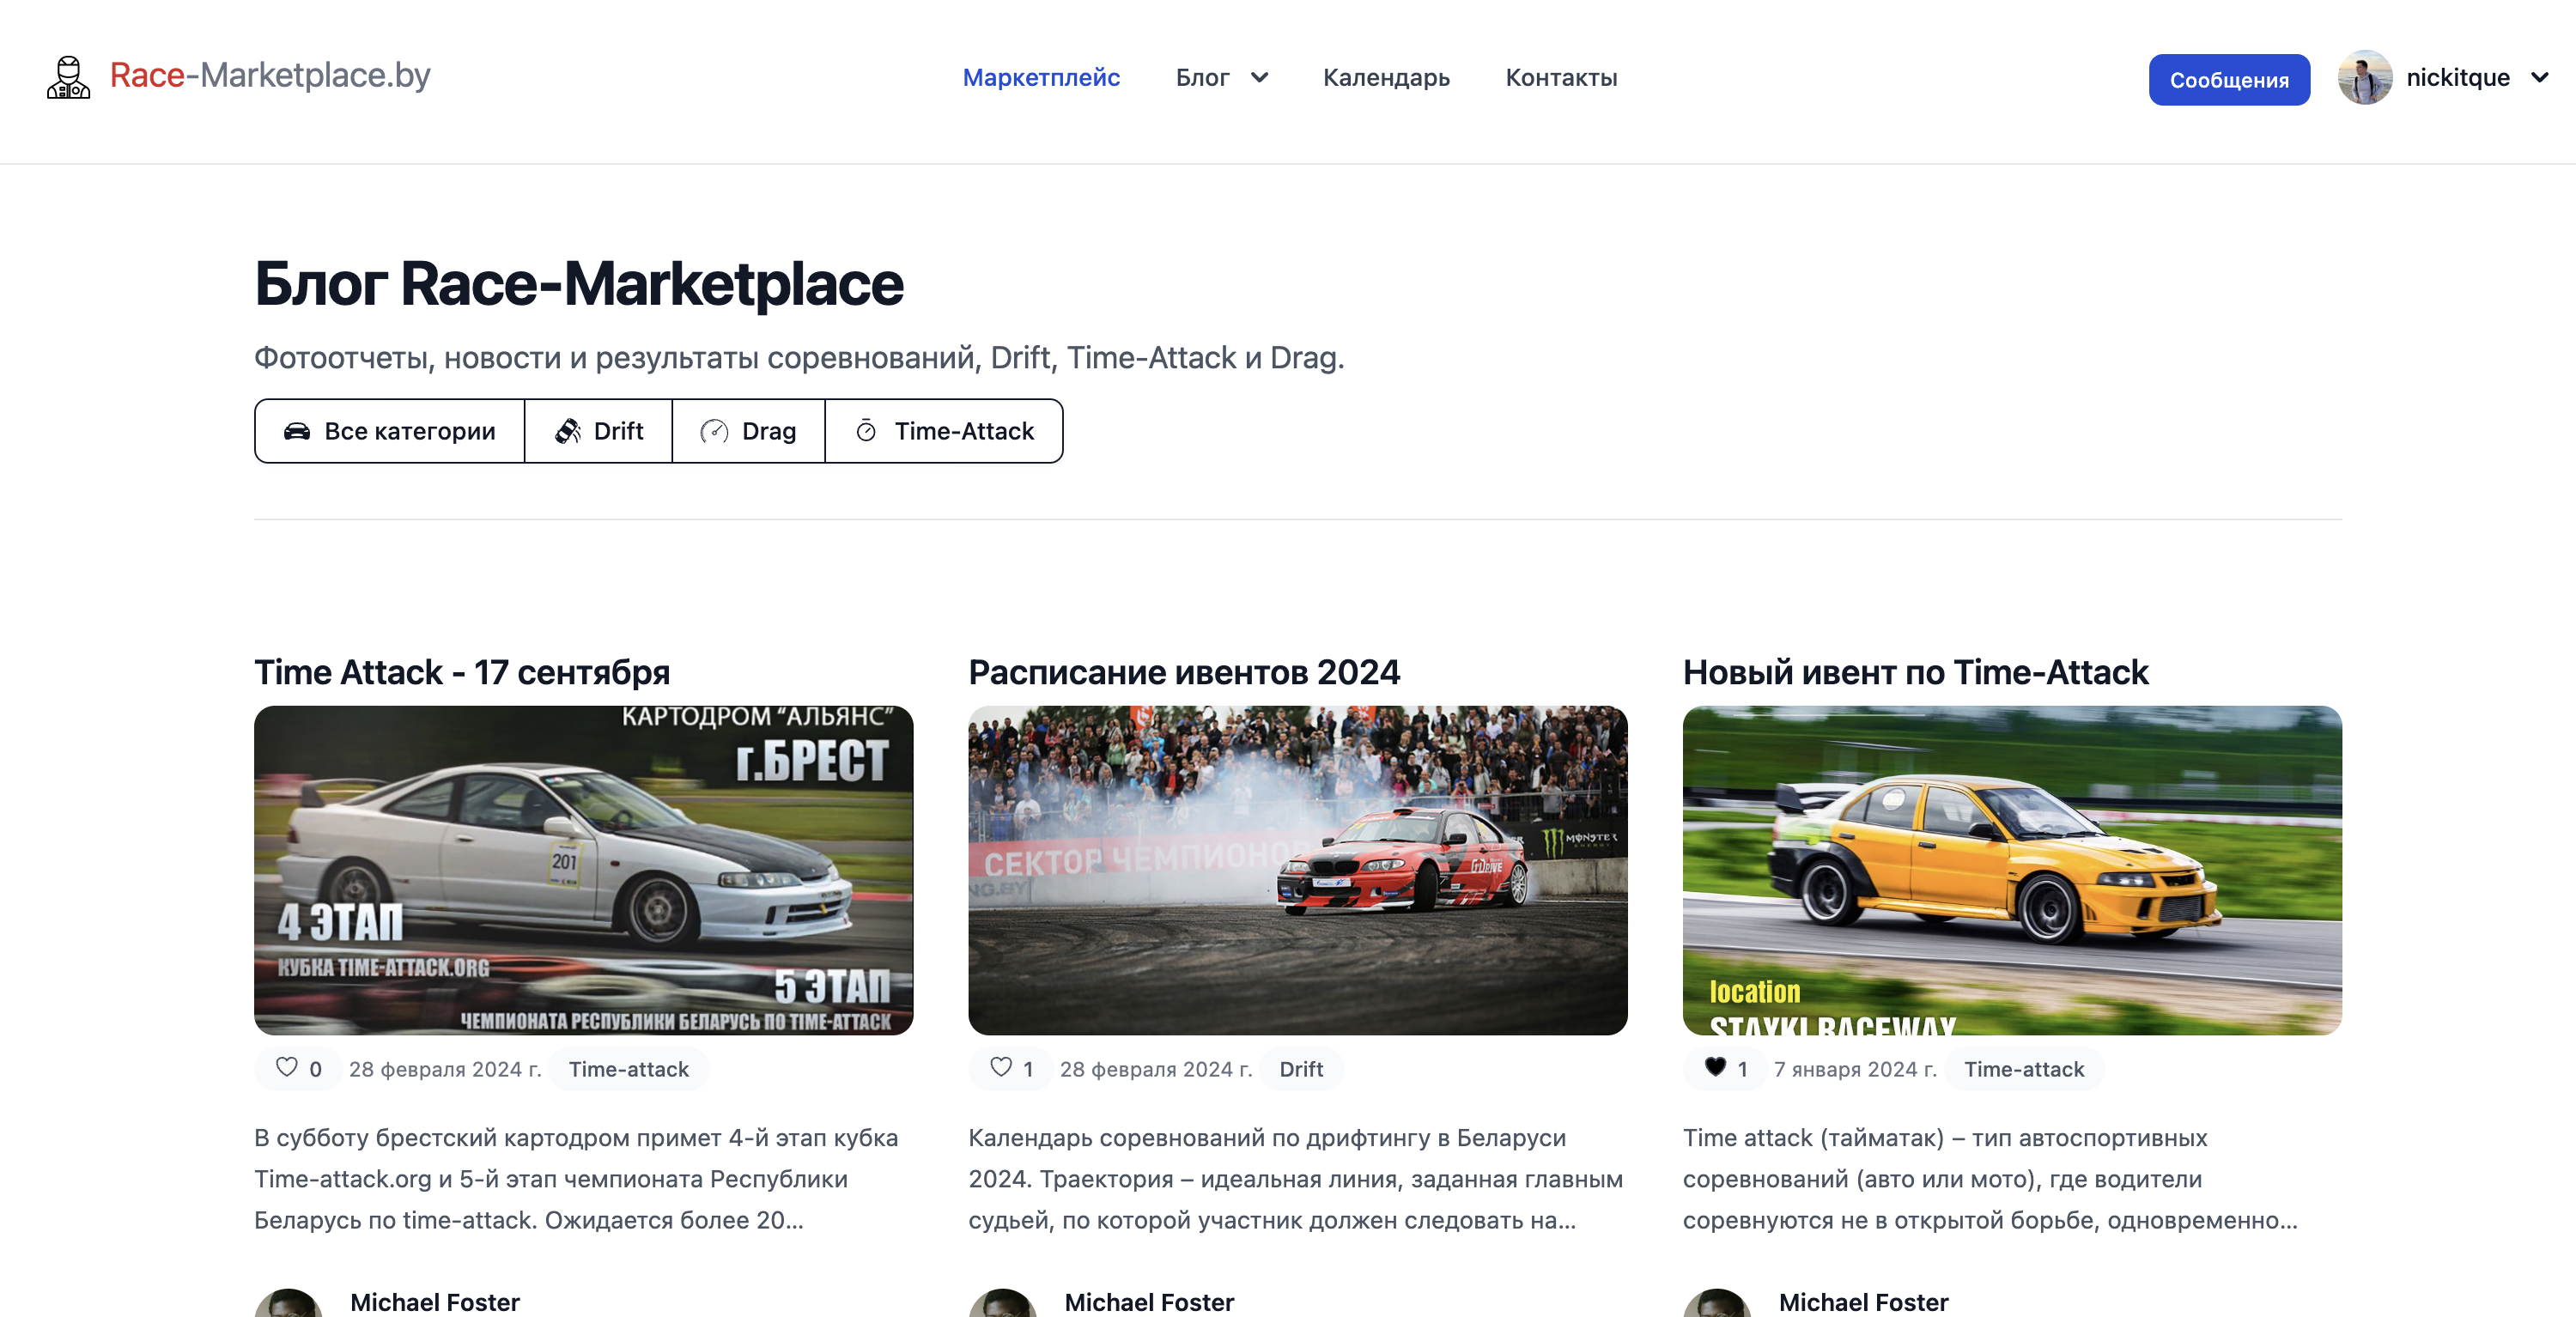 Race-Marketplace.by
Маркетплейс
Блог
Календарь
Контакты
Сообщения
nickitque
Блог Race-Marketplace
Фотоотчеты, новости и результаты соревнований, Drift, Time-Attack и Drag.
Все категории
Drift
Drag
Time-Attack
Time Attack - 17 сентября
КАРТОДРОМ “АЛЬЯНС”
г.БРЕСТ
201
4 ЭТАП
КУБКА TIME-ATTACK.ORG
5 ЭТАП
ЧЕМПИОНАТА РЕСПУБЛИКИ БЕЛАРУСЬ ПО TIME-ATTACK
0
28 февраля 2024 г.
Time-attack
В субботу брестский картодром примет 4-й этап кубка
Time-attack.org и 5-й этап чемпионата Республики
Беларусь по time-attack. Ожидается более 20...
Michael Foster
Расписание ивентов 2024
СЕКТОР ЧЕМПИОНОВ
NG.BY
MONSTER
ENERGY
G-DRIVE
1
28 февраля 2024 г.
Drift
Календарь соревнований по дрифтингу в Беларуси
2024. Траектория – идеальная линия, заданная главным
судьей, по которой участник должен следовать на...
Michael Foster
Новый ивент по Time-Attack
location
STAYKI RACEWAY
1
7 января 2024 г.
Time-attack
Time attack (тайматак) – тип автоспортивных
соревнований (авто или мото), где водители
соревнуются не в открытой борьбе, одновременно...
Michael Foster